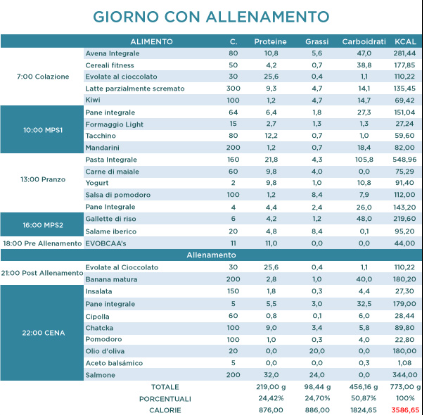 GIORNO CON ALLENAMENTO
ALIMENTO C. Proteine Grassi Carboidrati KCAL
7:00 Colazione
Avena Integrale 80 10,8 5,6 47,0 281,44
Cereali fitness 50 4,2 0,7 38,8 177,85
Evolate al cioccolato 30 25,6 0,4 1,1 110,22
Latte parzialmente scremato 300 9,3 4,7 14,1 135,45
Kiwi 100 1,2 4,7 14,7 69,42
10:00 MPS1
Pane integrale 64 6,4 1,8 27,3 151,04
Formaggio Light 15 2,7 1,3 1,3 27,24
Tacchino 80 12,2 0,7 1,0 59,60
Mandarini 200 1,2 0,7 18,4 82,00
13:00 Pranzo
Pasta Integrale 160 21,8 4,3 105,8 548,96
Carne di maiale 60 9,8 4,0 0,0 75,29
Yogurt 2 9,8 1,0 10,8 91,40
Salsa di pomodoro 100 1,2 8,4 7,9 112,00
Pane Integrale 4 4,4 2,4 26,0 143,20
16:00 MPS2
Gallette di riso 6 4,2 1,2 48,0 219,60
Salame iberico 20 4,8 8,4 0,1 95,20
18:00 Pre Allenamento EVOBCAA's 11 11,0 0,0 0,0 44,00
Allenamento
21:00 Post Allenamento
Evolate al Cioccolato 30 25,6 0,4 1,1 110,22
Banana matura 200 2,8 1,0 40,0 180,20
22:00 CENA
Insalata 150 1,8 0,3 4,4 27,30
Pane integrale 5 5,5 3,0 32,5 179,00
Cipolla 60 0,8 0,1 6,0 28,44
Chatcka 100 9,0 3,4 5,8 89,80
Pomodoro 100 1,0 0,3 4,0 22,80
Olio d'oliva 20 0,0 20,0 0,0 180,00
Aceto balsámico 5 0,0 0,0 0,3 1,08
Salmone 200 32,0 24,0 0,0 344,00
TOTALE 219,00 g 98,44 g 456,16 g 773,00 g
PORCENTUALI 24,42% 24,70% 50,87% 100%
CALORIE 876,00 886,00 1824,65 3586,65